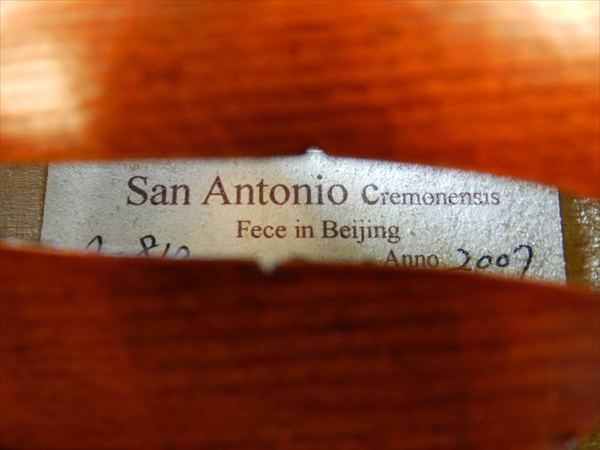 San Antonio Cremonensis
Fece in Beijing
Anno 2007